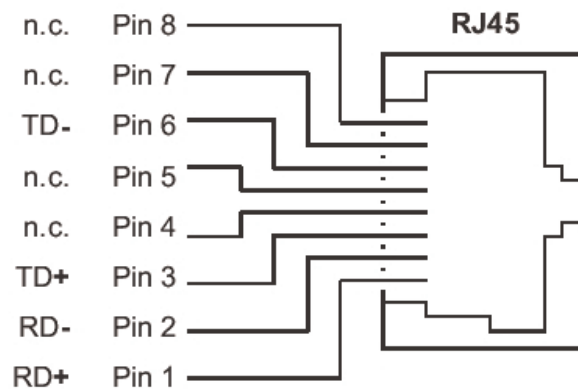 RJ45
n.c. Pin 8
n.c. Pin 7
TD- Pin 6
n.c. Pin 5
n.c. Pin 4
TD+ Pin 3
RD- Pin 2
RD+ Pin 1